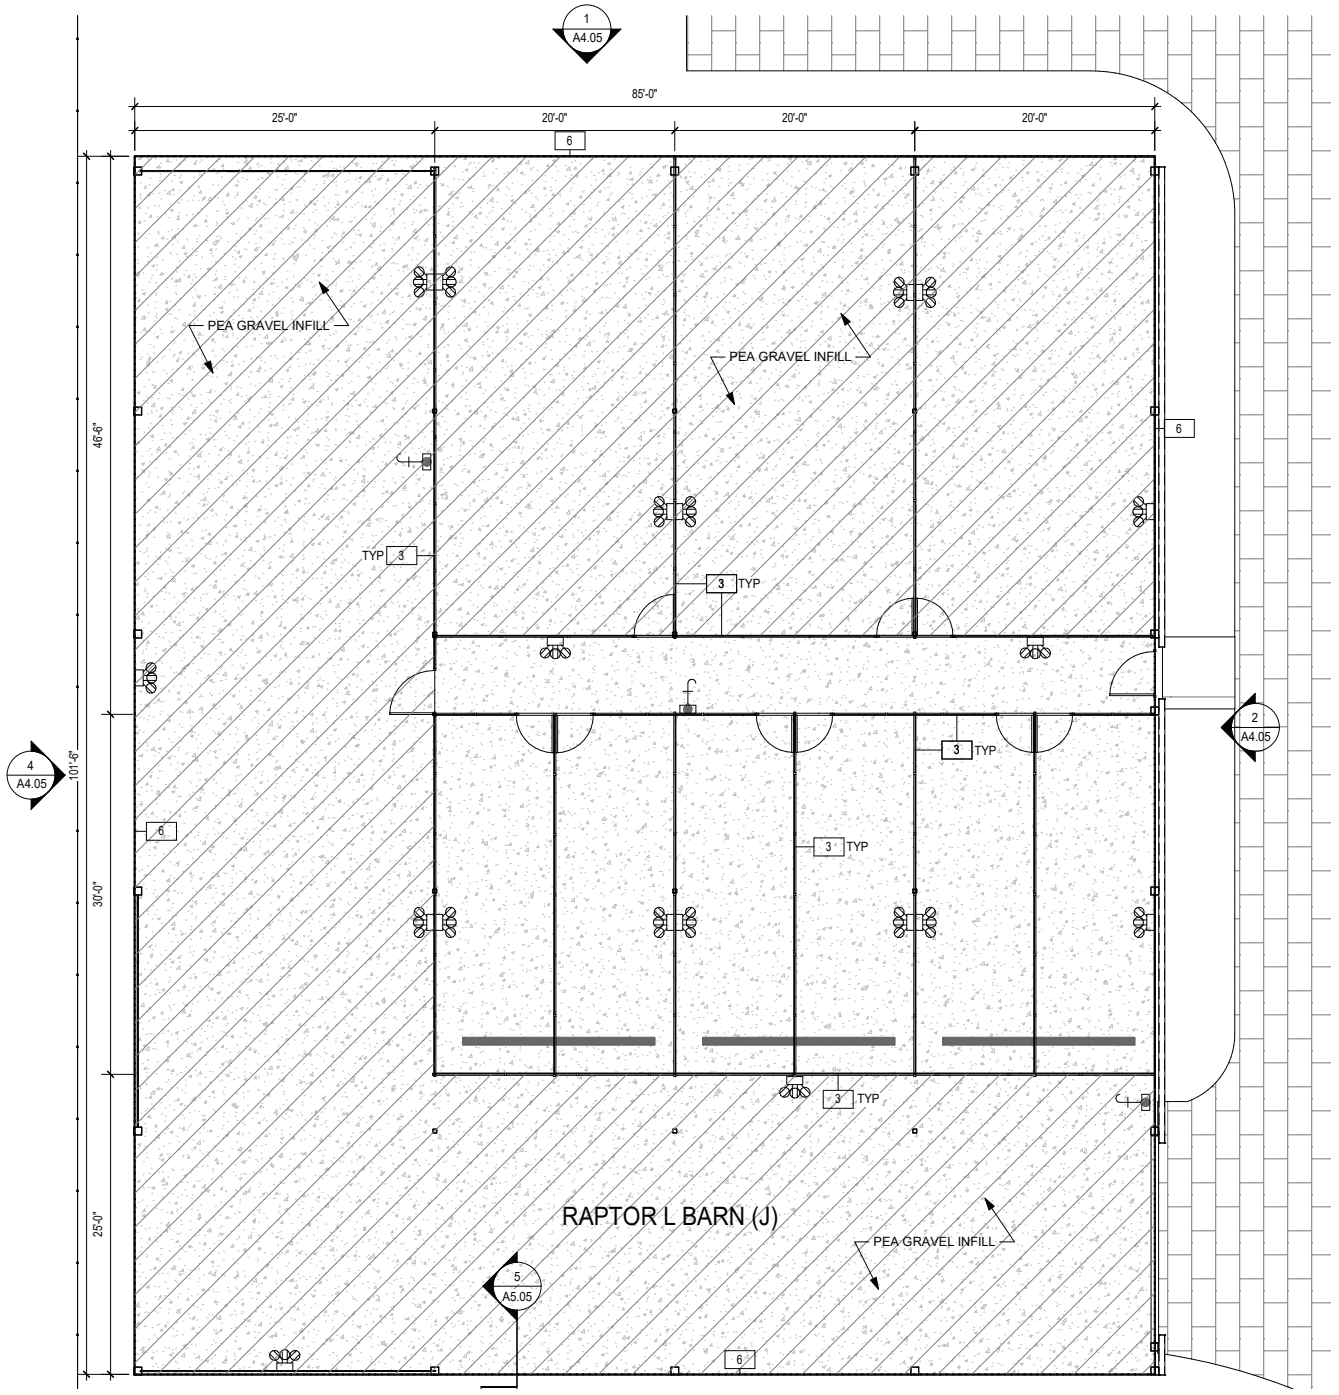 1
A4.05
85'-0"
25'-0"
20'-0"
20'-0"
20'-0"
6
PEA GRAVEL INFILL
PEA GRAVEL INFILL
46'-6"
6
TYP 3
3 TYP
2
A4.05
4
A4.05
101'-6"
3 TYP
6
3 TYP
30'-0"
3 TYP
RAPTOR L BARN (J)
25'-0"
PEA GRAVEL INFILL
5
A5.05
6